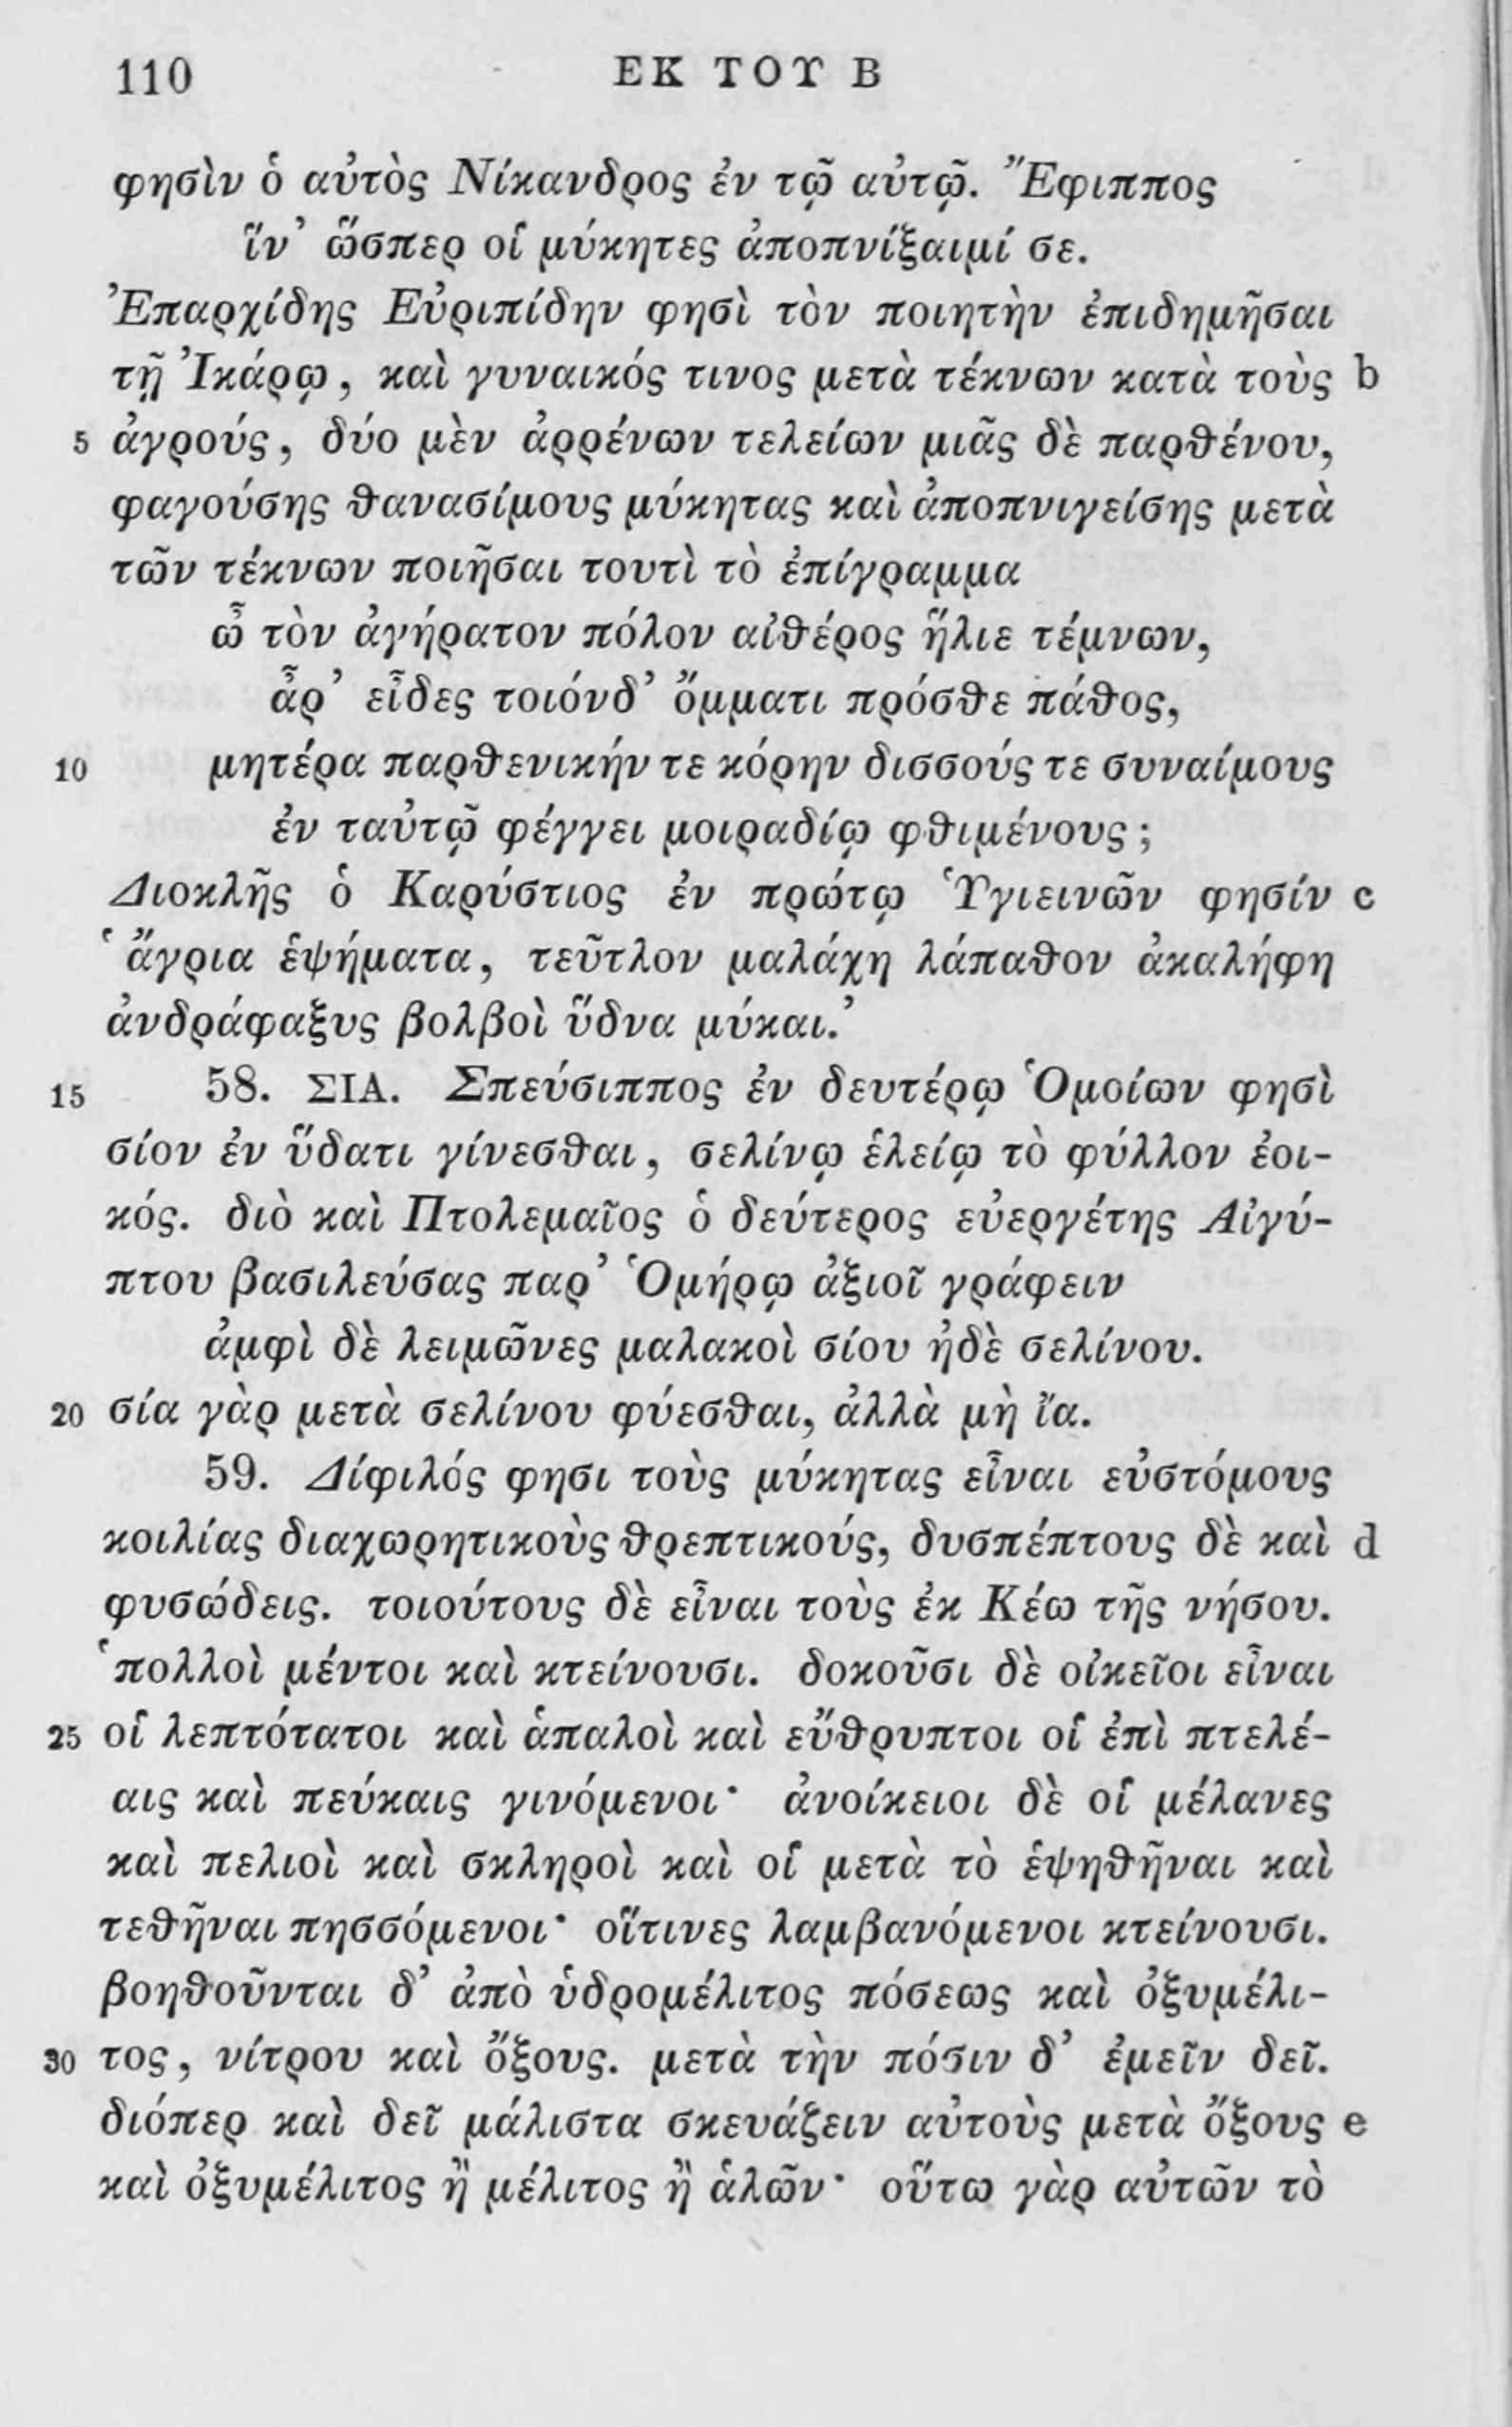 110 ΕΚ ΤΟΥ Β
φησὶν ὁ αὐτὸς Νίκανδρος ἐν τῷ αὐτῷ. Ἔφιππος
ἵν’ ὥσπερ οἱ μύκητες ἀποπνίξαιμί σε.
Ἐπαρχίδης Εὐριπίδην φησὶ τὸν ποιητὴν ἐπιδημῆσαι
τῇ Ἰκάρῳ, καὶ γυναικός τινος μετὰ τέκνων κατὰ τοὺς b
5 ἀγρούς, δύο μὲν ἀρρένων τελείων μιᾶς δὲ παρθένου,
φαγούσης θανασίμους μύκητας καὶ ἀποπνιγείσης μετὰ
τῶν τέκνων ποιῆσαι τουτὶ τὸ ἐπίγραμμα
ὦ τὸν ἀγήρατον πόλον αἰθέρος ἥλιε τέμνων,
ἆρ’ εἶδες τοιόνδ’ ὄμματι πρόσθε πάθος,
10 μητέρα παρθενικήν τε κόρην δισσούς τε συναίμους
ἐν ταὐτῷ φέγγει μοιραδίῳ φθιμένους;
Διοκλῆς ὁ Καρύστιος ἐν πρώτῳ Ὑγιεινῶν φησίν c
‘ἄγρια ἑψήματα, τεῦτλον μαλάχη λάπαθον ἀκαλήφη
ἀνδράφαξυς βολβοὶ ὕδνα μύκαι.’
15 58. ΣΙΑ. Σπεύσιππος ἐν δευτέρῳ Ὁμοίων φησὶ
σίον ἐν ὕδατι γίνεσθαι, σελίνῳ ἑλείῳ τὸ φύλλον ἐοι-
κός. διὸ καὶ Πτολεμαῖος ὁ δεύτερος εὐεργέτης Αἰγύ-
πτου βασιλεύσας παρ’ Ὁμήρῳ ἀξιοῖ γράφειν
ἀμφὶ δὲ λειμῶνες μαλακοὶ σίου ἠδὲ σελίνου.
20 σία γὰρ μετὰ σελίνου φύεσθαι, ἀλλὰ μὴ ἴα.
59. Δίφιλός φησι τοὺς μύκητας εἶναι εὐστόμους
κοιλίας διαχωρητικοὺς θρεπτικούς, δυσπέπτους δὲ καὶ d
φυσώδεις. τοιούτους δὲ εἶναι τοὺς ἐκ Κέω τῆς νήσου.
‘πολλοὶ μέντοι καὶ κτείνουσι. δοκοῦσι δὲ οἰκεῖοι εἶναι
25 οἱ λεπτότατοι καὶ ἁπαλοὶ καὶ εὔθρυπτοι οἱ ἐπὶ πτελέ-
αις καὶ πεύκαις γινόμενοι· ἀνοίκειοι δὲ οἱ μέλανες
καὶ πελιοὶ καὶ σκληροὶ καὶ οἱ μετὰ τὸ ἑψηθῆναι καὶ
τεθῆναι πησσόμενοι· οἵτινες λαμβανόμενοι κτείνουσι.
βοηθοῦνται δ’ ἀπὸ ὑδρομέλιτος πόσεως καὶ ὀξυμέλι-
30 τος, νίτρου καὶ ὄξους. μετὰ τὴν πόσιν δ’ ἐμεῖν δεῖ.
διόπερ καὶ δεῖ μάλιστα σκευάζειν αὐτοὺς μετὰ ὄξους e
καὶ ὀξυμέλιτος ἢ μέλιτος ἢ ἁλῶν· οὕτω γὰρ αὐτῶν τὸ